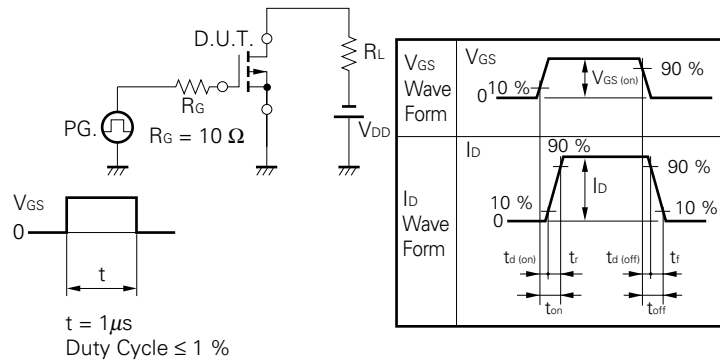 D.U.T.
RL
RG
PG.
RG = 10 Ω
VDD
VGS
0
t
t = 1μs
Duty Cycle ≤ 1 %
VGS
Wave
Form
VGS
10 %
0
VGS (on)
90 %
ID
Wave
Form
ID
90 %
10 %
0
ID
90 %
10 %
td (on)
tr
td (off)
tf
ton
toff